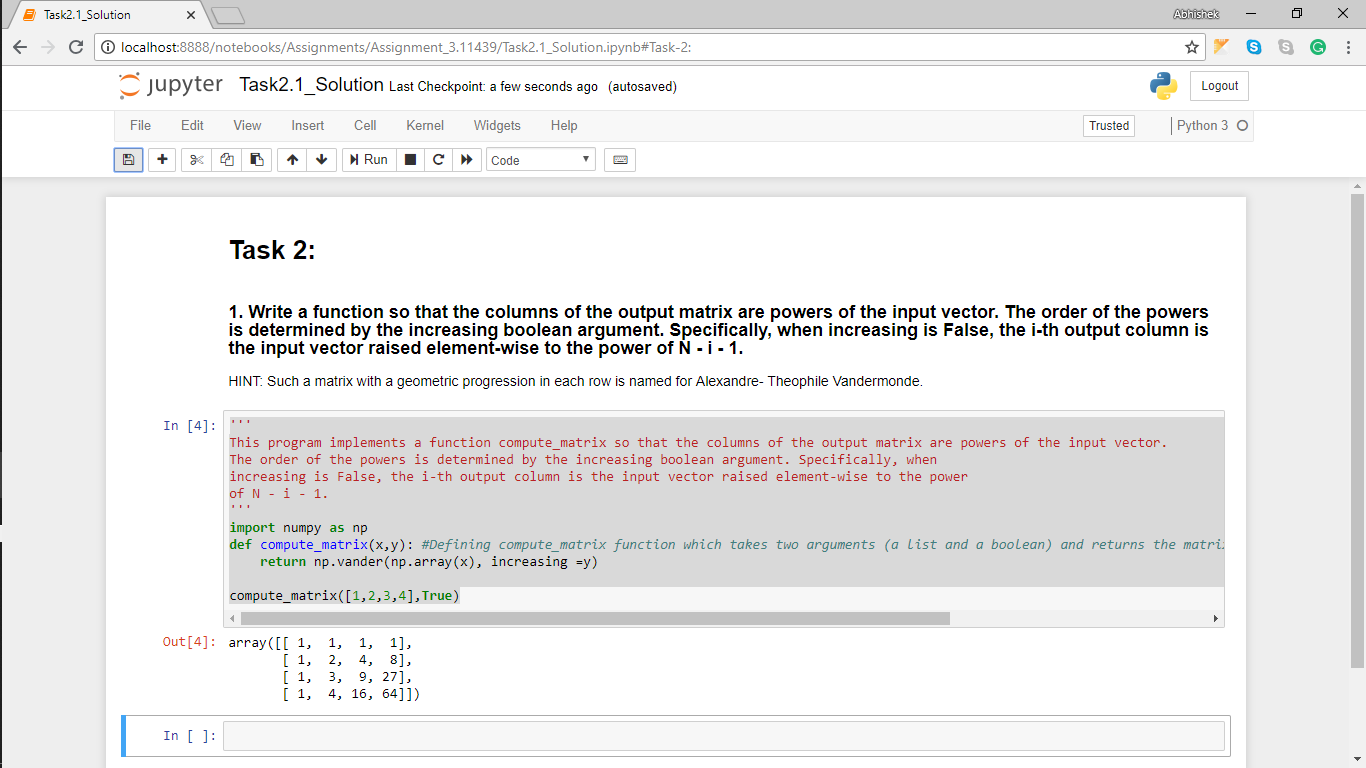 Task2.1_Solution
Abhishek
localhost:8888/notebooks/Assignments/Assignment_3.11439/Task2.1_Solution.ipynb#Task-2:
jupyter Task2.1_Solution Last Checkpoint: a few seconds ago (autosaved)
Logout
File Edit View Insert Cell Kernel Widgets Help
Trusted
Python 3
Run
Code
Task 2:
1. Write a function so that the columns of the output matrix are powers of the input vector. The order of the powers
is determined by the increasing boolean argument. Specifically, when increasing is False, the i-th output column is
the input vector raised element-wise to the power of N - i - 1.
HINT: Such a matrix with a geometric progression in each row is named for Alexandre- Theophile Vandermonde.
In [4]:
'''
This program implements a function compute_matrix so that the columns of the output matrix are powers of the input vector.
The order of the powers is determined by the increasing boolean argument. Specifically, when
increasing is False, the i-th output column is the input vector raised element-wise to the power
of N - i - 1.
'''
import numpy as np
def compute_matrix(x,y): #Defining compute_matrix function which takes two arguments (a list and a boolean) and returns the matri
    return np.vander(np.array(x), increasing =y)
compute_matrix([1,2,3,4],True)
Out[4]: array([[ 1,  1,  1,  1],
       [ 1,  2,  4,  8],
       [ 1,  3,  9, 27],
       [ 1,  4, 16, 64]])
In [ ]: